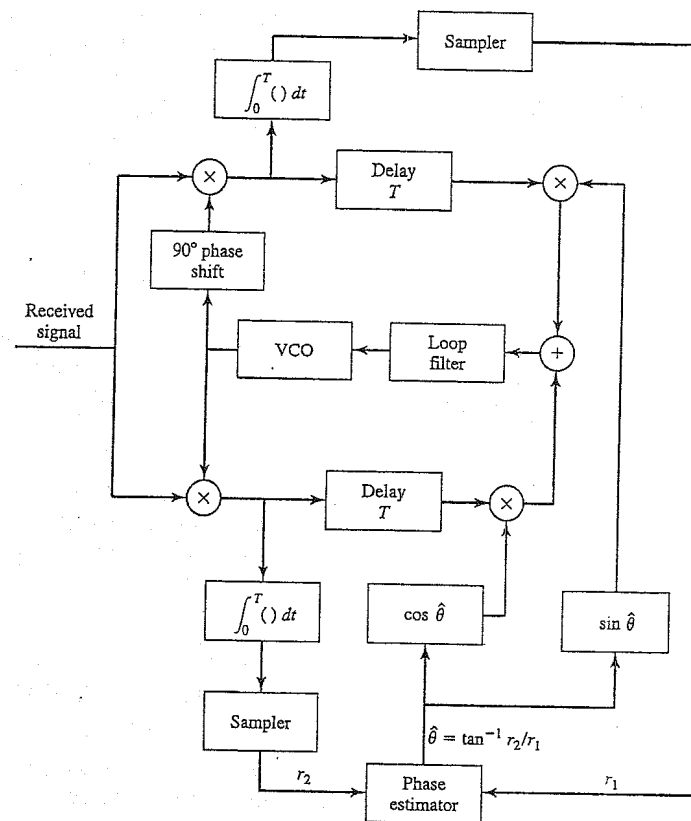 Sampler
∫₀ᵀ ( ) dt
×
Delay
T
×
90° phase
shift
Received
signal
VCO
Loop
filter
+
×
Delay
T
×
∫₀ᵀ ( ) dt
cos θ̂
sin θ̂
Sampler
θ̂ = tan⁻¹ r₂/r₁
r₂
Phase
estimator
r₁